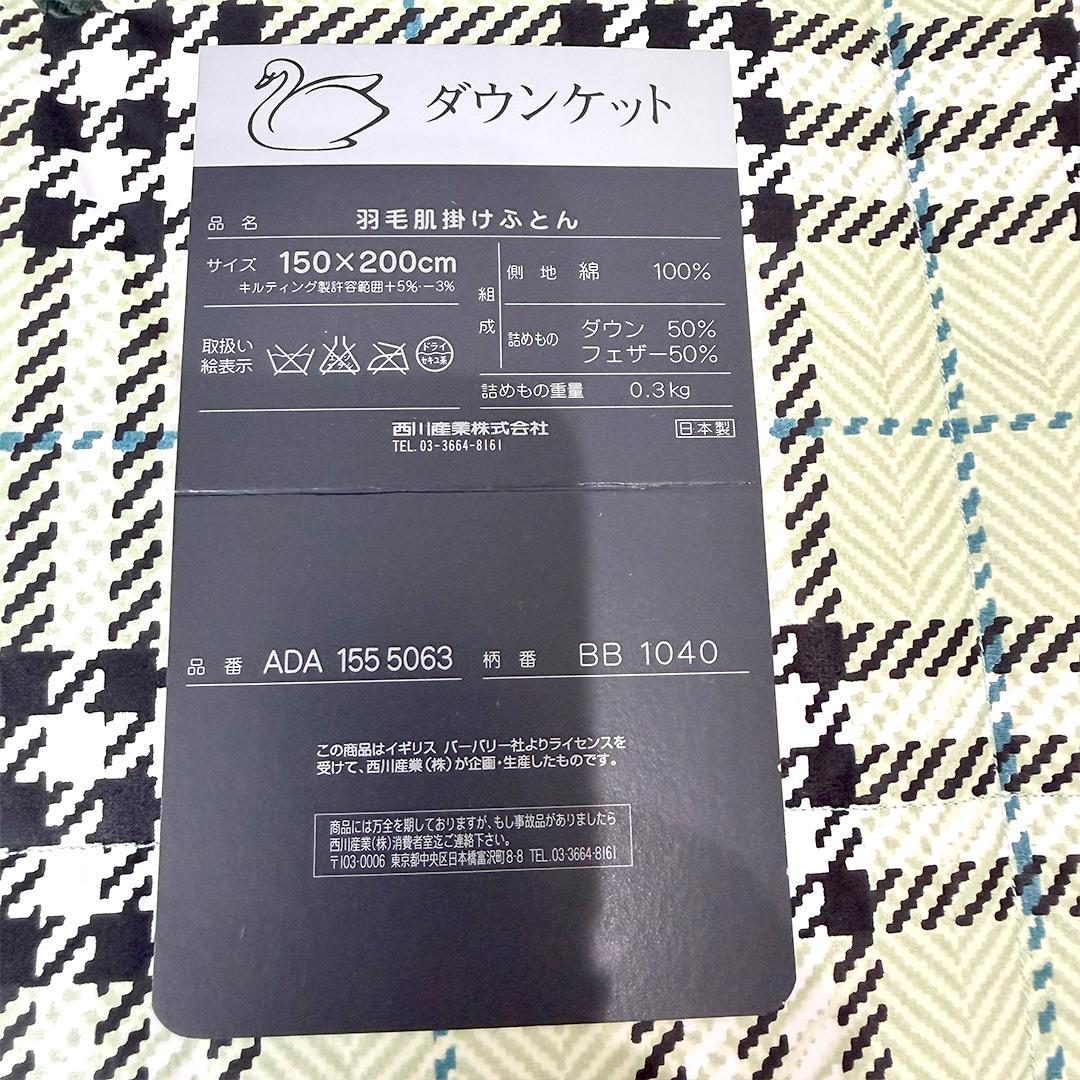 ダウンケット
品名 羽毛肌掛けふとん
サイズ 150×200cm
キルティング製許容範囲+5%·−3%
取扱い
絵表示
ドライ
セキユ系
組成
側地 綿 100%
詰めもの ダウン 50%
フェザー50%
詰めもの重量 0.3kg
西川産業株式会社
TEL.03-3664-8161
日本製
品番 ADA 155 5063
柄番 BB 1040
この商品はイギリス バーバリー社よりライセンスを
受けて、西川産業(株)が企画・生産したものです。
商品には万全を期しておりますが、もし事故品がありましたら
西川産業(株)消費者室迄ご連絡下さい。
〒103-0006 東京都中央区日本橋富沢町8-8 TEL.03-3664-8161